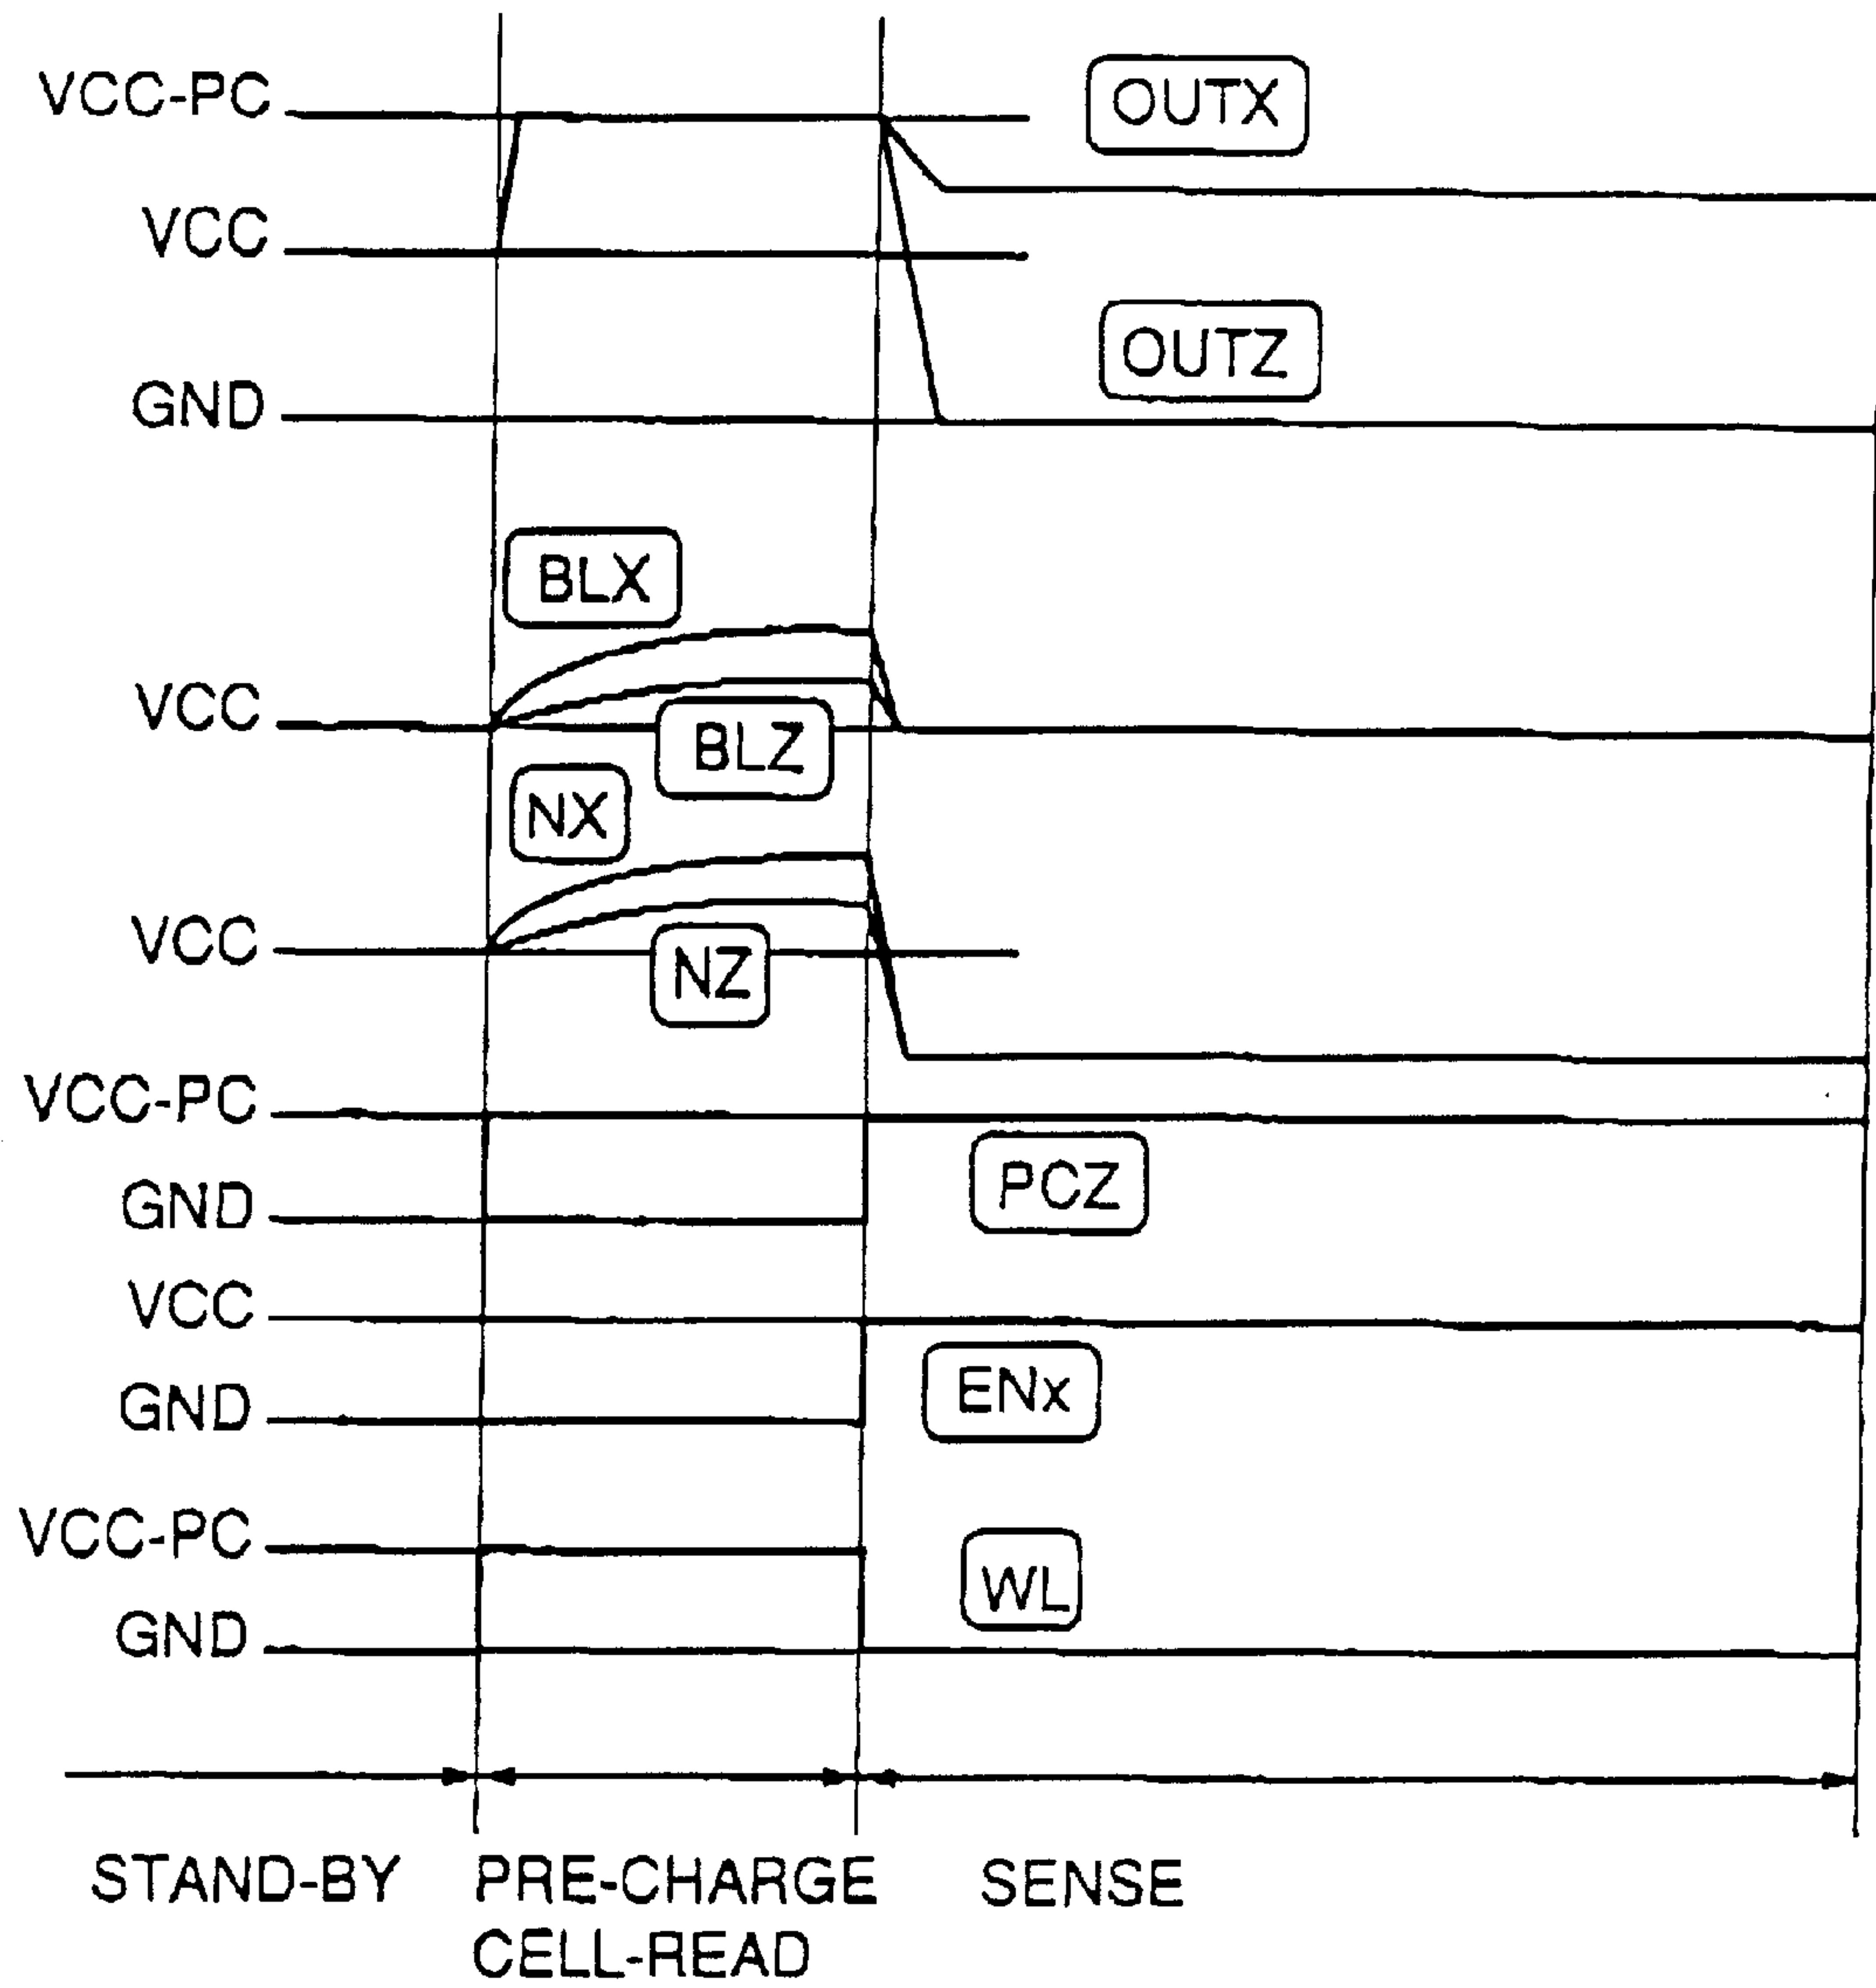 VCC-PC
OUTX
VCC
OUTZ
GND
BLX
VCC
BLZ
NX
VCC
NZ
VCC-PC
PCZ
GND
VCC
ENx
GND
VCC-PC
WL
GND
STAND-BY PRE-CHARGE SENSE
CELL-READ